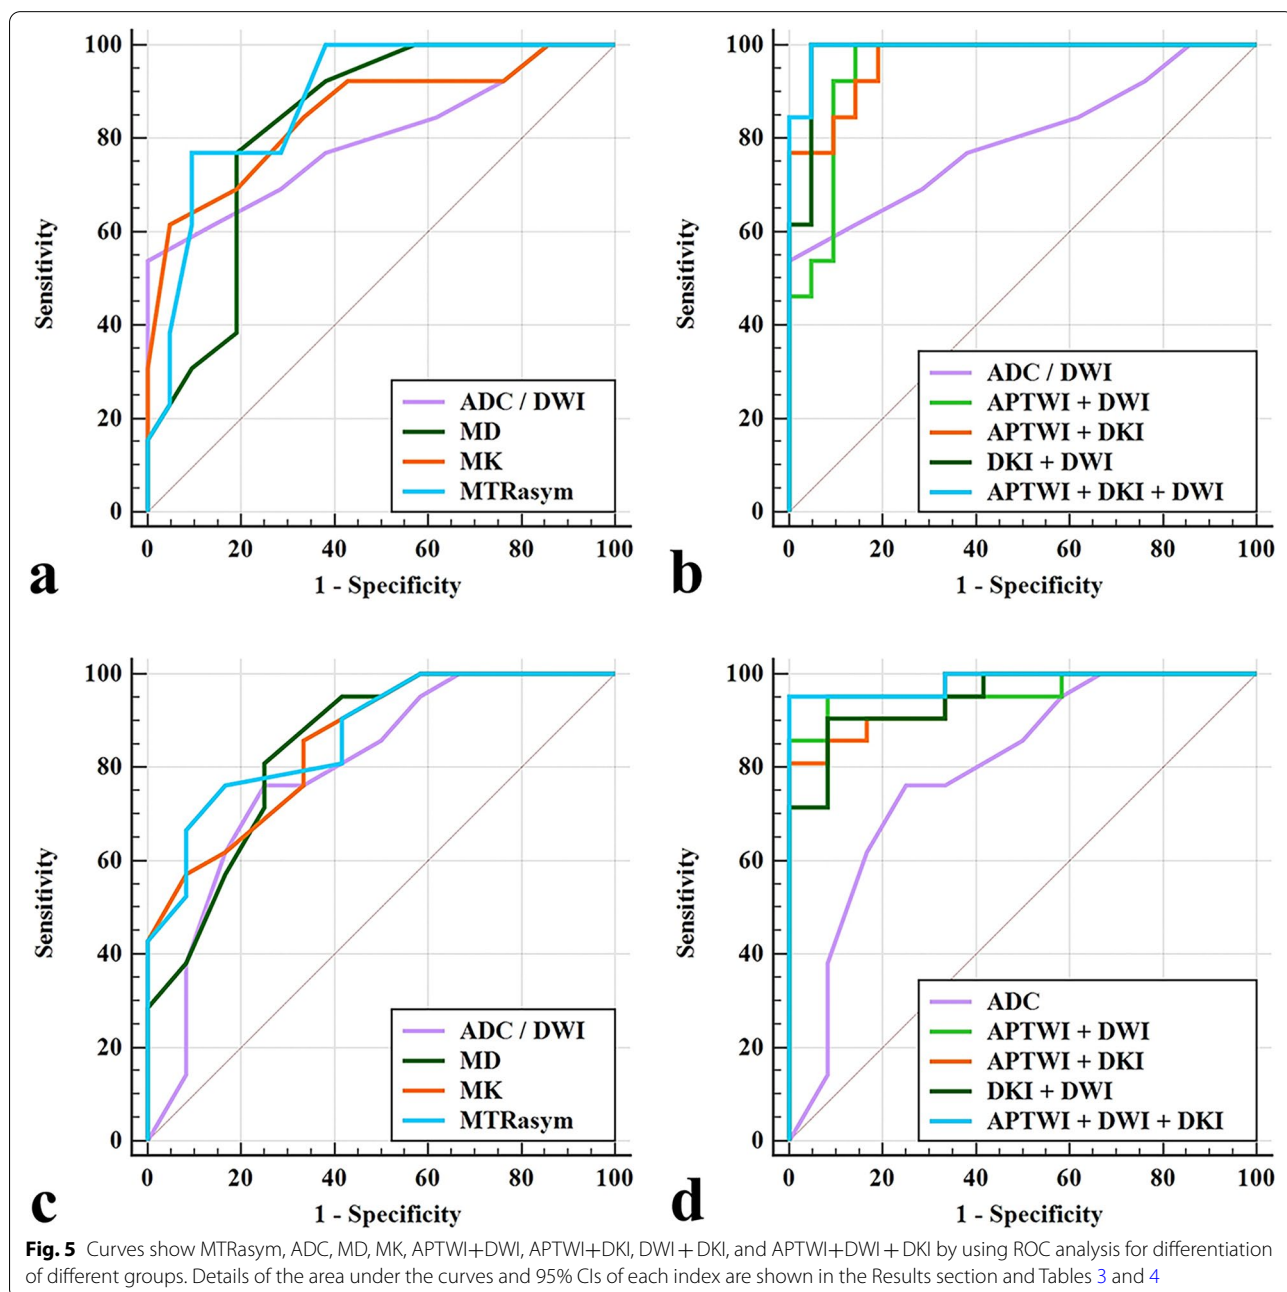 100
80
60
40
20
0
Sensitivity
ADC / DWI
MD
MK
MTRasym
0 20 40 60 80 100
1 - Specificity
a
100
80
60
40
20
0
Sensitivity
ADC / DWI
APTWI + DWI
APTWI + DKI
DKI + DWI
APTWI + DKI + DWI
0 20 40 60 80 100
1 - Specificity
b
100
80
60
40
20
0
Sensitivity
ADC / DWI
MD
MK
MTRasym
0 20 40 60 80 100
1 - Specificity
c
100
80
60
40
20
0
Sensitivity
ADC
APTWI + DWI
APTWI + DKI
DKI + DWI
APTWI + DWI + DKI
0 20 40 60 80 100
1 - Specificity
d
Fig. 5 Curves show MTRasym, ADC, MD, MK, APTWI+DWI, APTWI+DKI, DWI + DKI, and APTWI+DWI + DKI by using ROC analysis for differentiation
of different groups. Details of the area under the curves and 95% CIs of each index are shown in the Results section and Tables 3 and 4